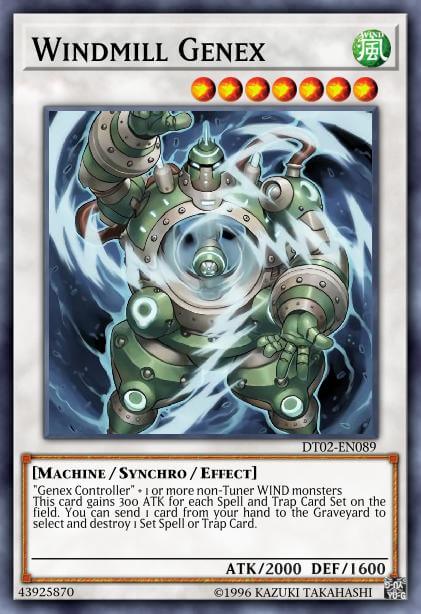 WINDMILL GENEX
WIND
風
DT02-EN089
[MACHINE / SYNCHRO / EFFECT]
"Genex Controller" + 1 or more non-Tuner WIND monsters
This card gains 300 ATK for each Spell and Trap Card Set on the
field. You can send 1 card from your hand to the Graveyard to
select and destroy 1 Set Spell or Trap Card.
ATK/2000 DEF/1600
43925870
©1996 KAZUKI TAKAHASHI